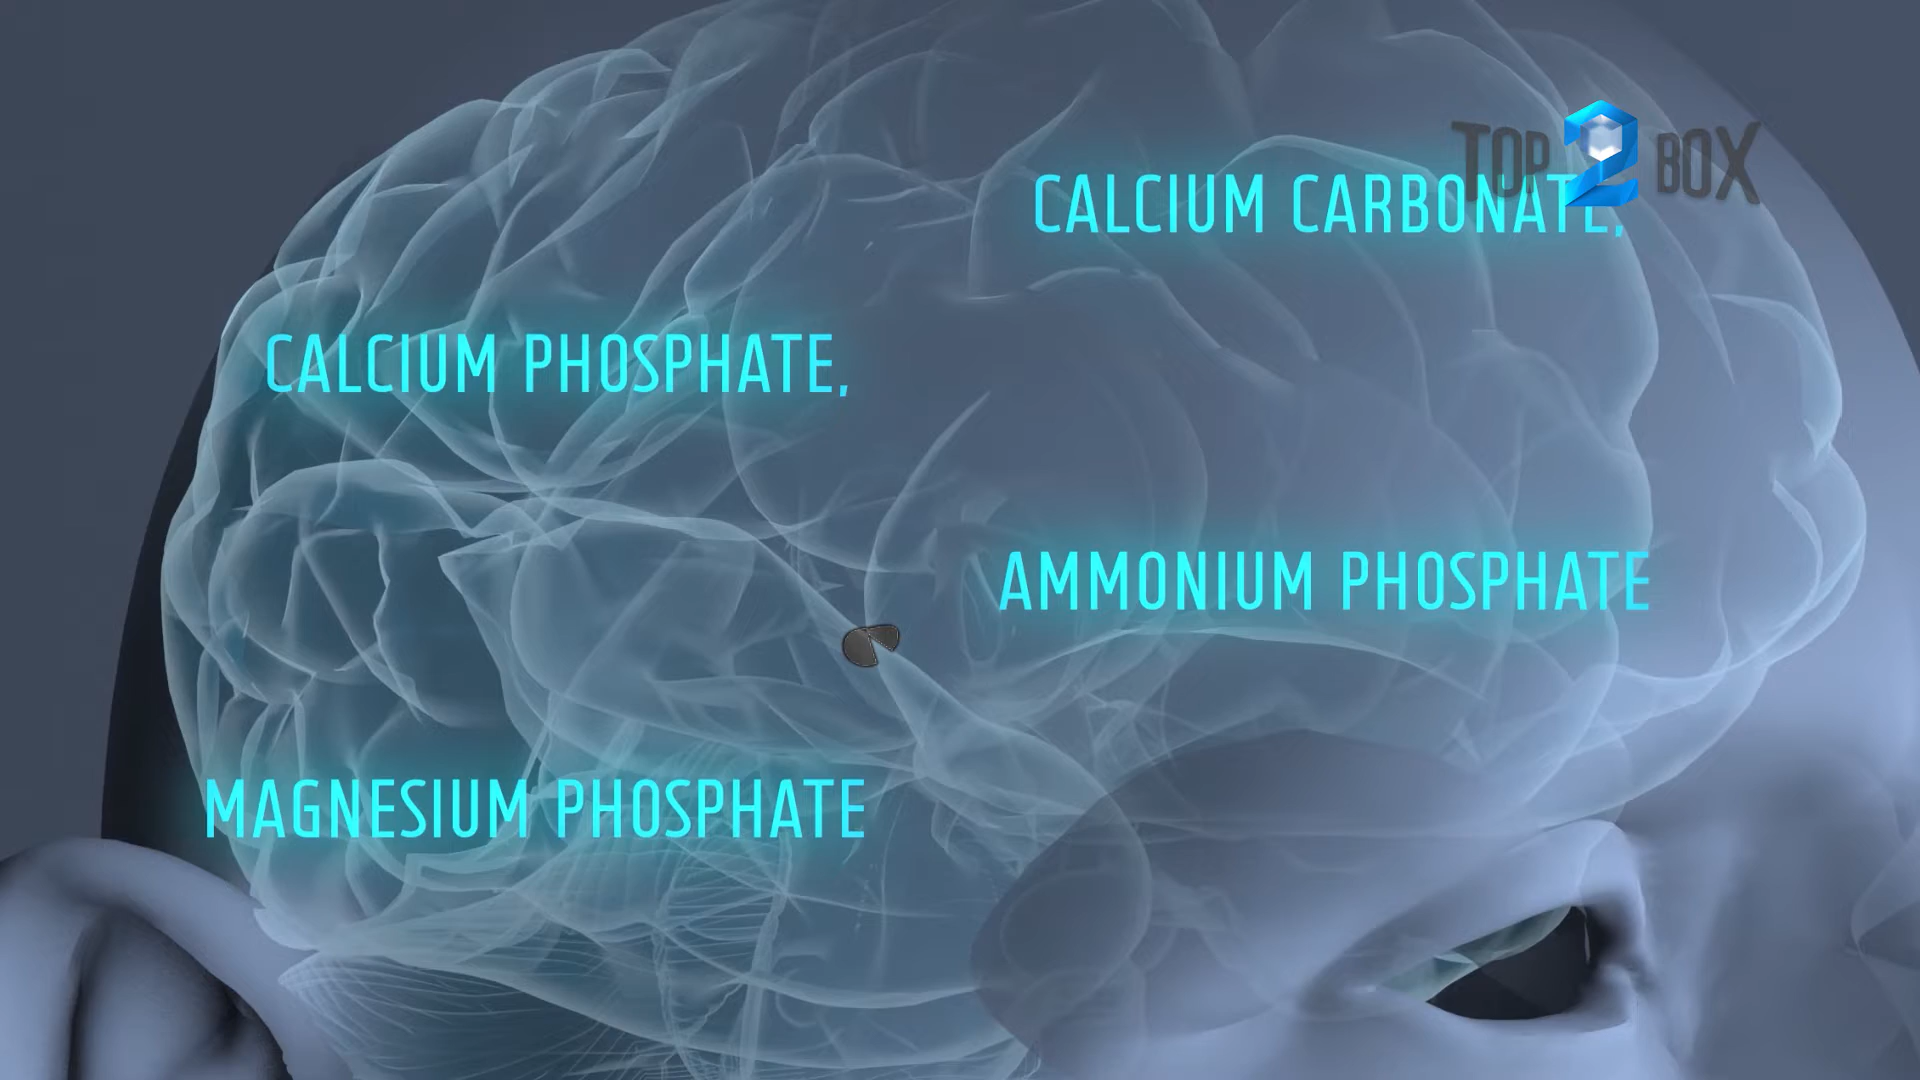 TOP 2 BOX
CALCIUM CARBONATE,
CALCIUM PHOSPHATE,
AMMONIUM PHOSPHATE
MAGNESIUM PHOSPHATE